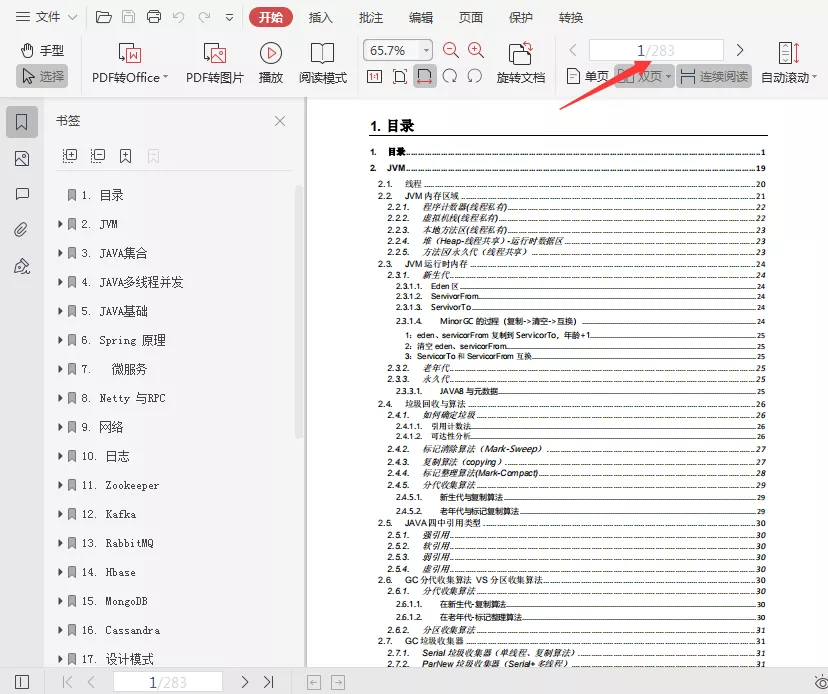 文件 开始 插入 批注 编辑 页面 保护 转换
手型 65.7% 1/283
选择 PDF转Office PDF转图片 播放 阅读模式 1:1 旋转文档 单页 双页 连续阅读 自动滚动
书签
1. 目录
2. JVM
3. JAVA集合
4. JAVA多线程并发
5. JAVA基础
6. Spring 原理
7. 微服务
8. Netty 与RPC
9. 网络
10. 日志
11. Zookeeper
12. Kafka
13. RabbitMQ
14. Hbase
15. MongoDB
16. Cassandra
17. 设计模式
1. 目录
1. 目录 1
2. JVM 19
2.1. 线程 20
2.2. JVM 内存区域 21
2.2.1. 程序计数器(线程私有) 22
2.2.2. 虚拟机栈(线程私有) 22
2.2.3. 本地方法区(线程私有) 23
2.2.4. 堆（Heap-线程共享）-运行时数据区 23
2.2.5. 方法区/永久代（线程共享） 23
2.3. JVM 运行时内存 24
2.3.1. 新生代 24
2.3.1.1. Eden 区 24
2.3.1.2. ServivorFrom 24
2.3.1.3. ServivorTo 24
2.3.1.4. MinorGC 的过程（复制->清空->互换） 24
1：eden、servicorFrom 复制到 ServicorTo，年龄+1 25
2：清空 eden、servicorFrom 25
3：ServicorTo 和 ServicorFrom 互换 25
2.3.2. 老年代 25
2.3.3. 永久代 25
2.3.3.1. JAVA8 与元数据 25
2.4. 垃圾回收与算法 26
2.4.1. 如何确定垃圾 26
2.4.1.1. 引用计数法 26
2.4.1.2. 可达性分析 26
2.4.2. 标记清除算法（Mark-Sweep） 27
2.4.3. 复制算法（copying） 27
2.4.4. 标记整理算法(Mark-Compact) 28
2.4.5. 分代收集算法 29
2.4.5.1. 新生代与复制算法 29
2.4.5.2. 老年代与标记复制算法 29
2.5. JAVA 四中引用类型 30
2.5.1. 强引用 30
2.5.2. 软引用 30
2.5.3. 弱引用 30
2.5.4. 虚引用 30
2.6. GC 分代收集算法 VS 分区收集算法 30
2.6.1. 分代收集算法 30
2.6.1.1. 在新生代-复制算法 30
2.6.1.2. 在老年代-标记整理算法 30
2.6.2. 分区收集算法 31
2.7. GC 垃圾收集器 31
2.7.1. Serial 垃圾收集器（单线程、复制算法） 31
2.7.2. ParNew 垃圾收集器（Serial+多线程） 31
1/283